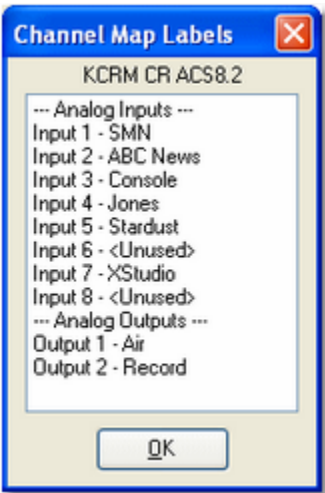 Channel Map Labels
KCRM CR ACS8.2
--- Analog Inputs ---
Input 1 - SMN
Input 2 - ABC News
Input 3 - Console
Input 4 - Jones
Input 5 - Stardust
Input 6 - <Unused>
Input 7 - XStudio
Input 8 - <Unused>
--- Analog Outputs ---
Output 1 - Air
Output 2 - Record
OK